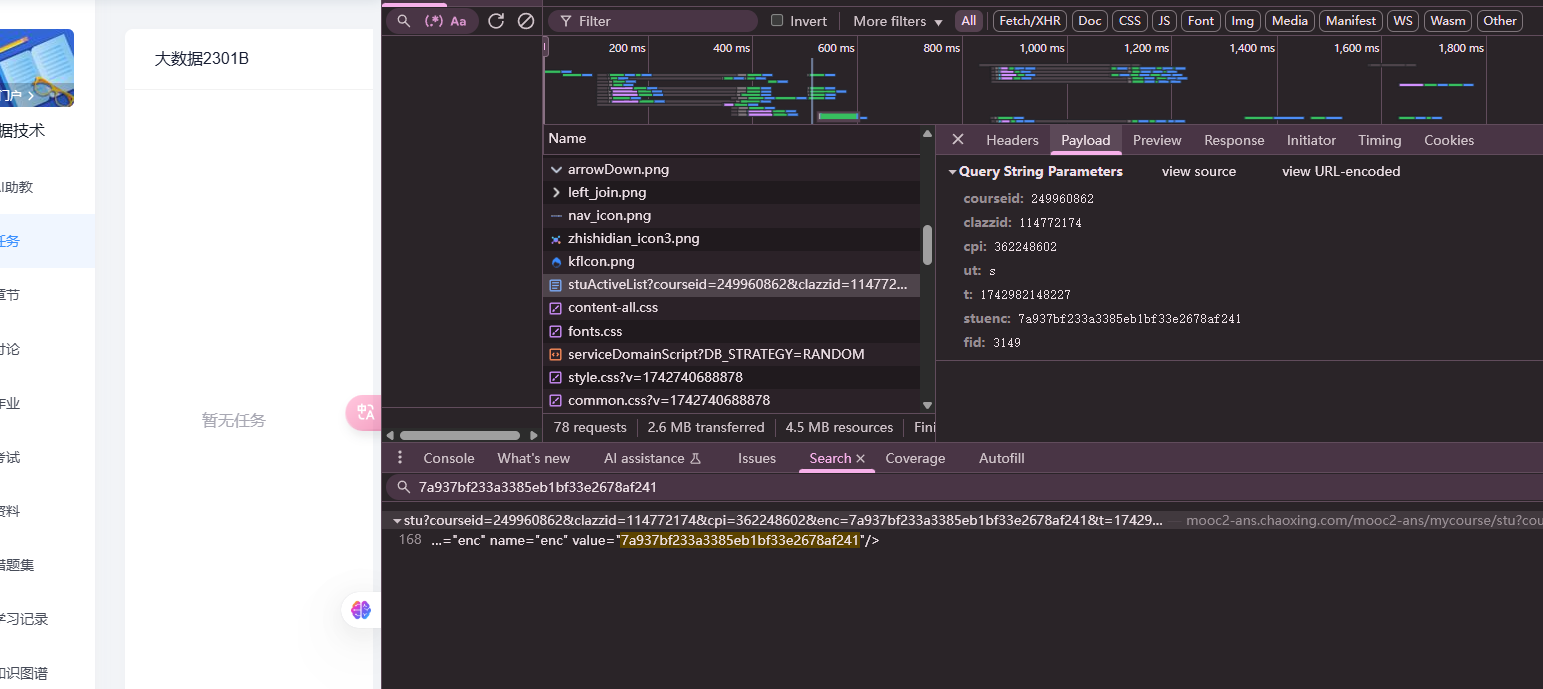 大数据2301B
门户
据技术
AI助教
任务
章节
讨论
作业
考试
资料
错题集
学习记录
知识图谱
暂无任务
中A
(.*) Aa
Filter
Invert
More filters
All
Fetch/XHR
Doc
CSS
JS
Font
Img
Media
Manifest
WS
Wasm
Other
200 ms
400 ms
600 ms
800 ms
1,000 ms
1,200 ms
1,400 ms
1,600 ms
1,800 ms
Name
arrowDown.png
left_join.png
nav_icon.png
zhishidian_icon3.png
kfIcon.png
stuActiveList?courseid=249960862&clazzid=114772...
content-all.css
fonts.css
serviceDomainScript?DB_STRATEGY=RANDOM
style.css?v=1742740688878
common.css?v=1742740688878
78 requests
2.6 MB transferred
4.5 MB resources
Fini
Headers
Payload
Preview
Response
Initiator
Timing
Cookies
Query String Parameters
view source
view URL-encoded
courseid: 249960862
clazzid: 114772174
cpi: 362248602
ut: s
t: 1742982148227
stuenc: 7a937bf233a3385eb1bf33e2678af241
fid: 3149
Console
What's new
AI assistance
Issues
Search
Coverage
Autofill
7a937bf233a3385eb1bf33e2678af241
stu?courseid=249960862&clazzid=114772174&cpi=362248602&enc=7a937bf233a3385eb1bf33e2678af241&t=17429... — mooc2-ans.chaoxing.com/mooc2-ans/mycourse/stu?cou
168 ...="enc" name="enc" value="7a937bf233a3385eb1bf33e2678af241"/>